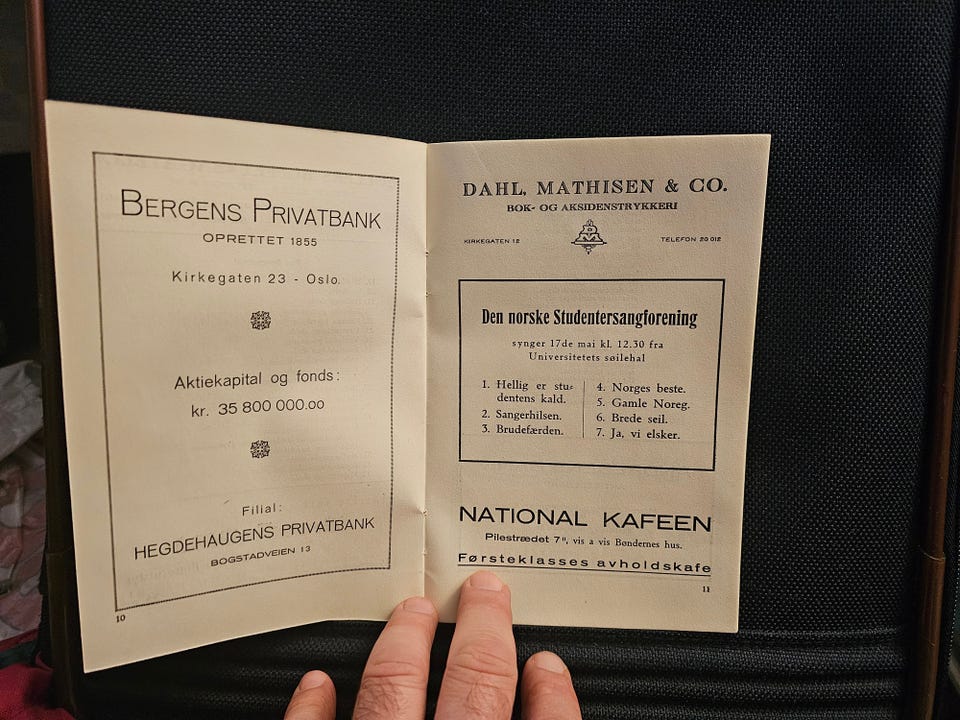 BERGENS PRIVATBANK
OPRETTET 1855
Kirkegaten 23 - Oslo.
Aktiekapital og fonds:
kr. 35 800 000.00
Filial:
HEGDEHAUGENS PRIVATBANK
BOGSTADVEIEN 13
10
DAHL, MATHISEN & CO.
BOK- OG AKSIDENSTRYKKERI
KIRKEGATEN 12
TELEFON 20 012
Den norske Studentersangforening
synger 17de mai kl. 12.30 fra
Universitetets søilehal
1. Hellig er stu-
dentens kald.
2. Sangerhilsen.
3. Brudefærden.
4. Norges beste.
5. Gamle Noreg.
6. Brede seil.
7. Ja, vi elsker.
NATIONAL KAFEEN
Pilestrædet 7 II, vis a vis Bøndernes hus.
Førsteklasses avholdskafe
11